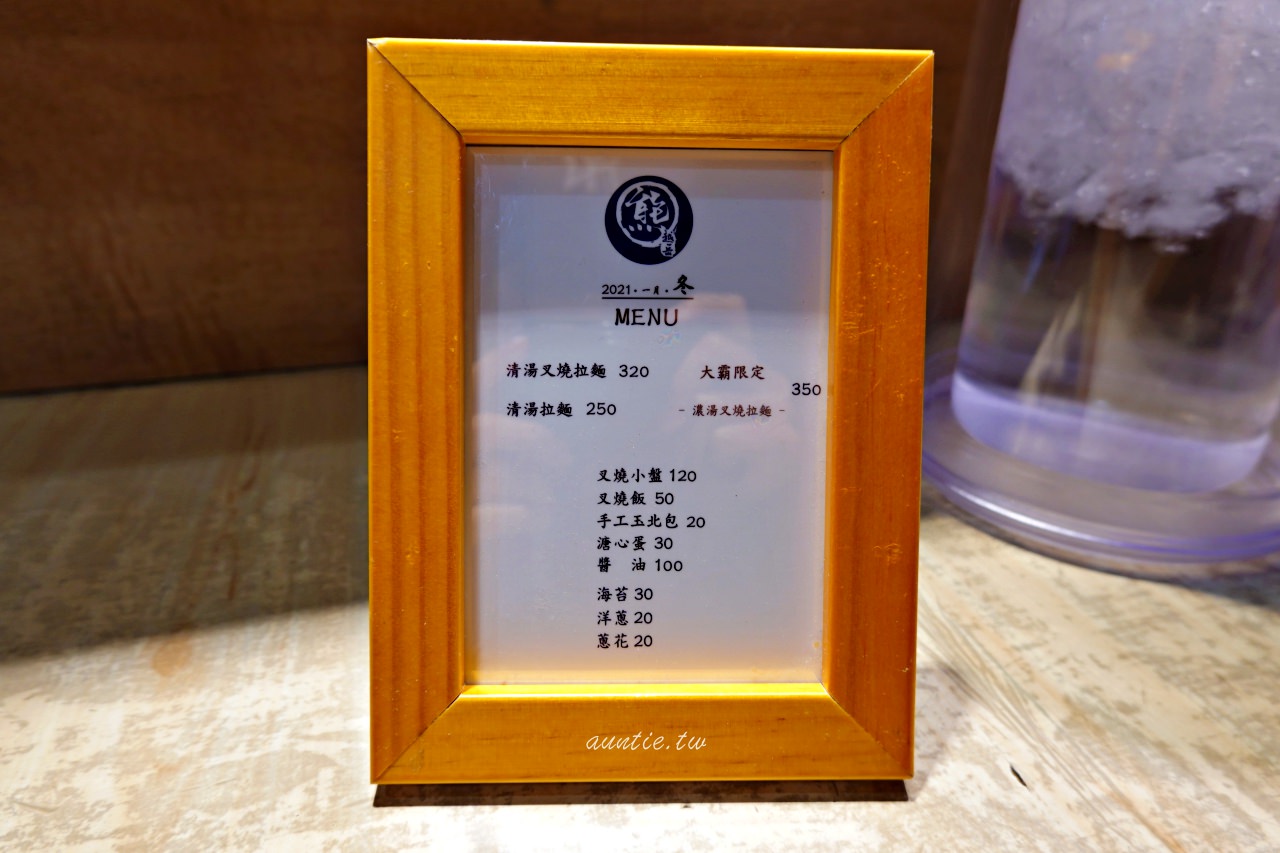 熊
2021·一月·冬
MENU
清湯叉燒拉麵 320
清湯拉麵 250
大霸限定
350
- 濃湯叉燒拉麵 -
叉燒小盤 120
叉燒飯 50
手工玉北包 20
溏心蛋 30
醬 油 100
海苔 30
洋蔥 20
蔥花 20
auntie.tw